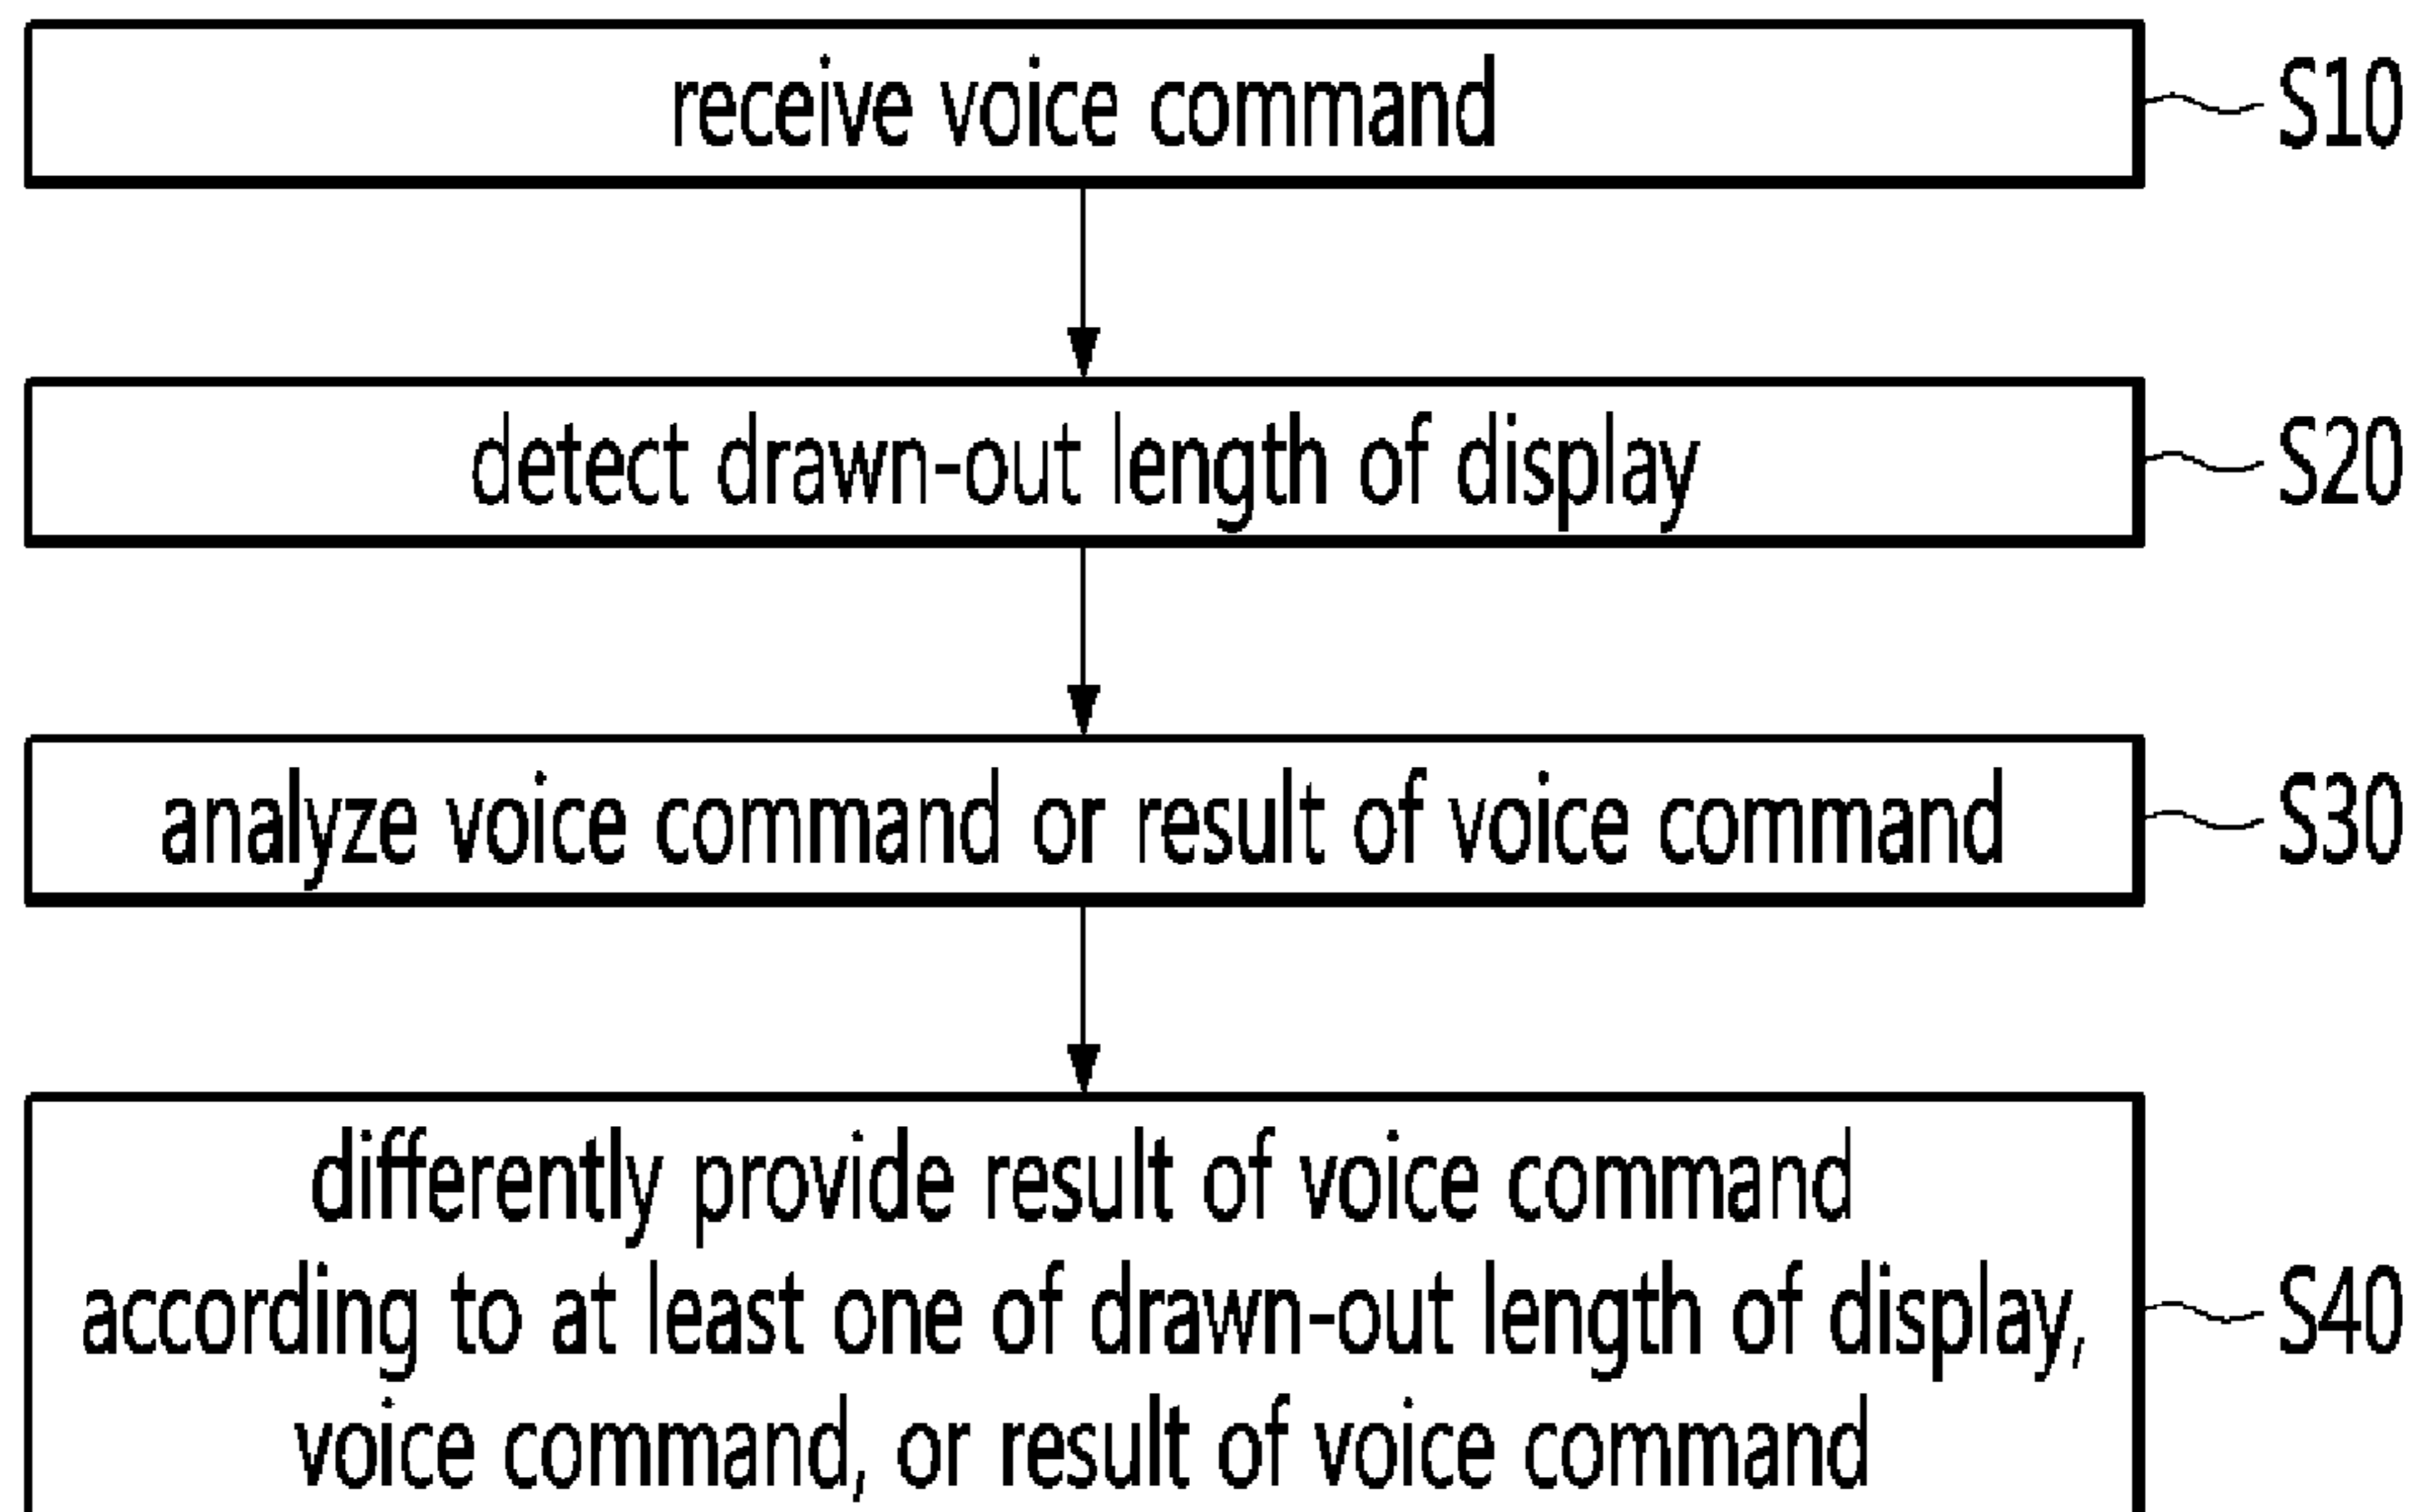 receive voice command S10
detect drawn-out length of display S20
analyze voice command or result of voice command S30
differently provide result of voice command
according to at least one of drawn-out length of display, S40
voice command, or result of voice command